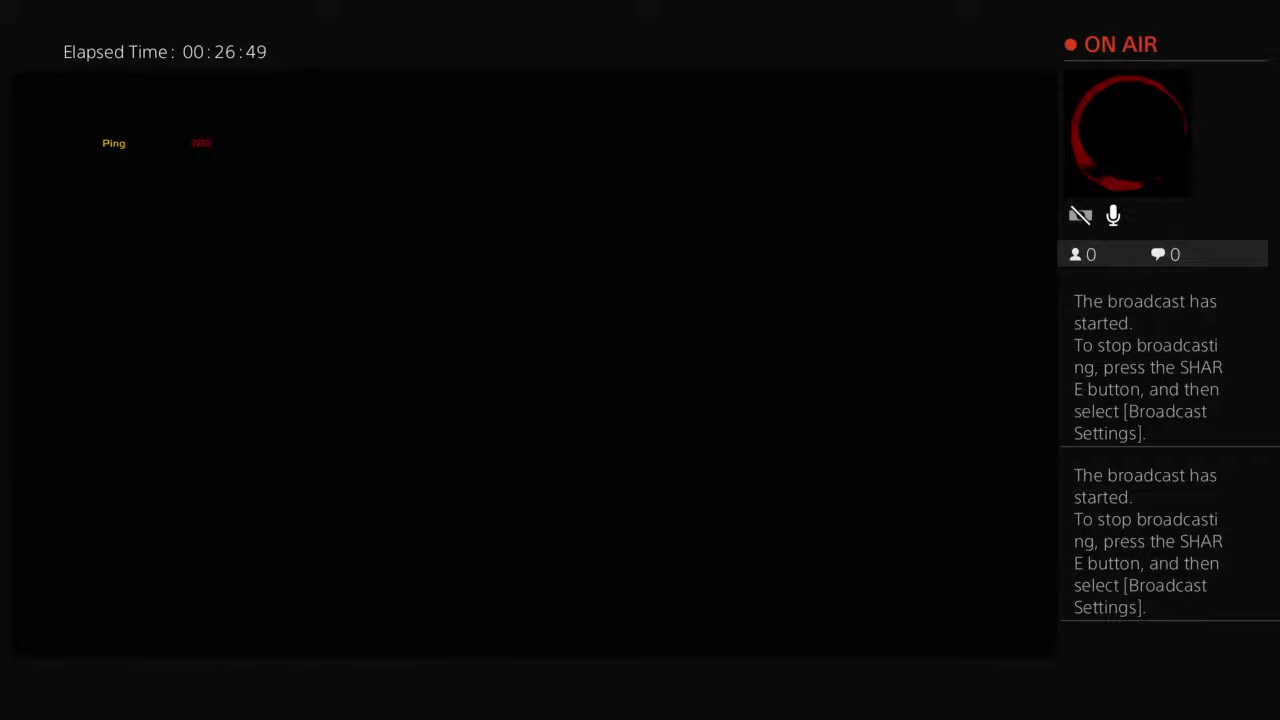 Elapsed Time: 00:26:49
ON AIR
Ping
0
0
The broadcast has
started.
To stop broadcasti
ng, press the SHAR
E button, and then
select [Broadcast
Settings].
The broadcast has
started.
To stop broadcasti
ng, press the SHAR
E button, and then
select [Broadcast
Settings].